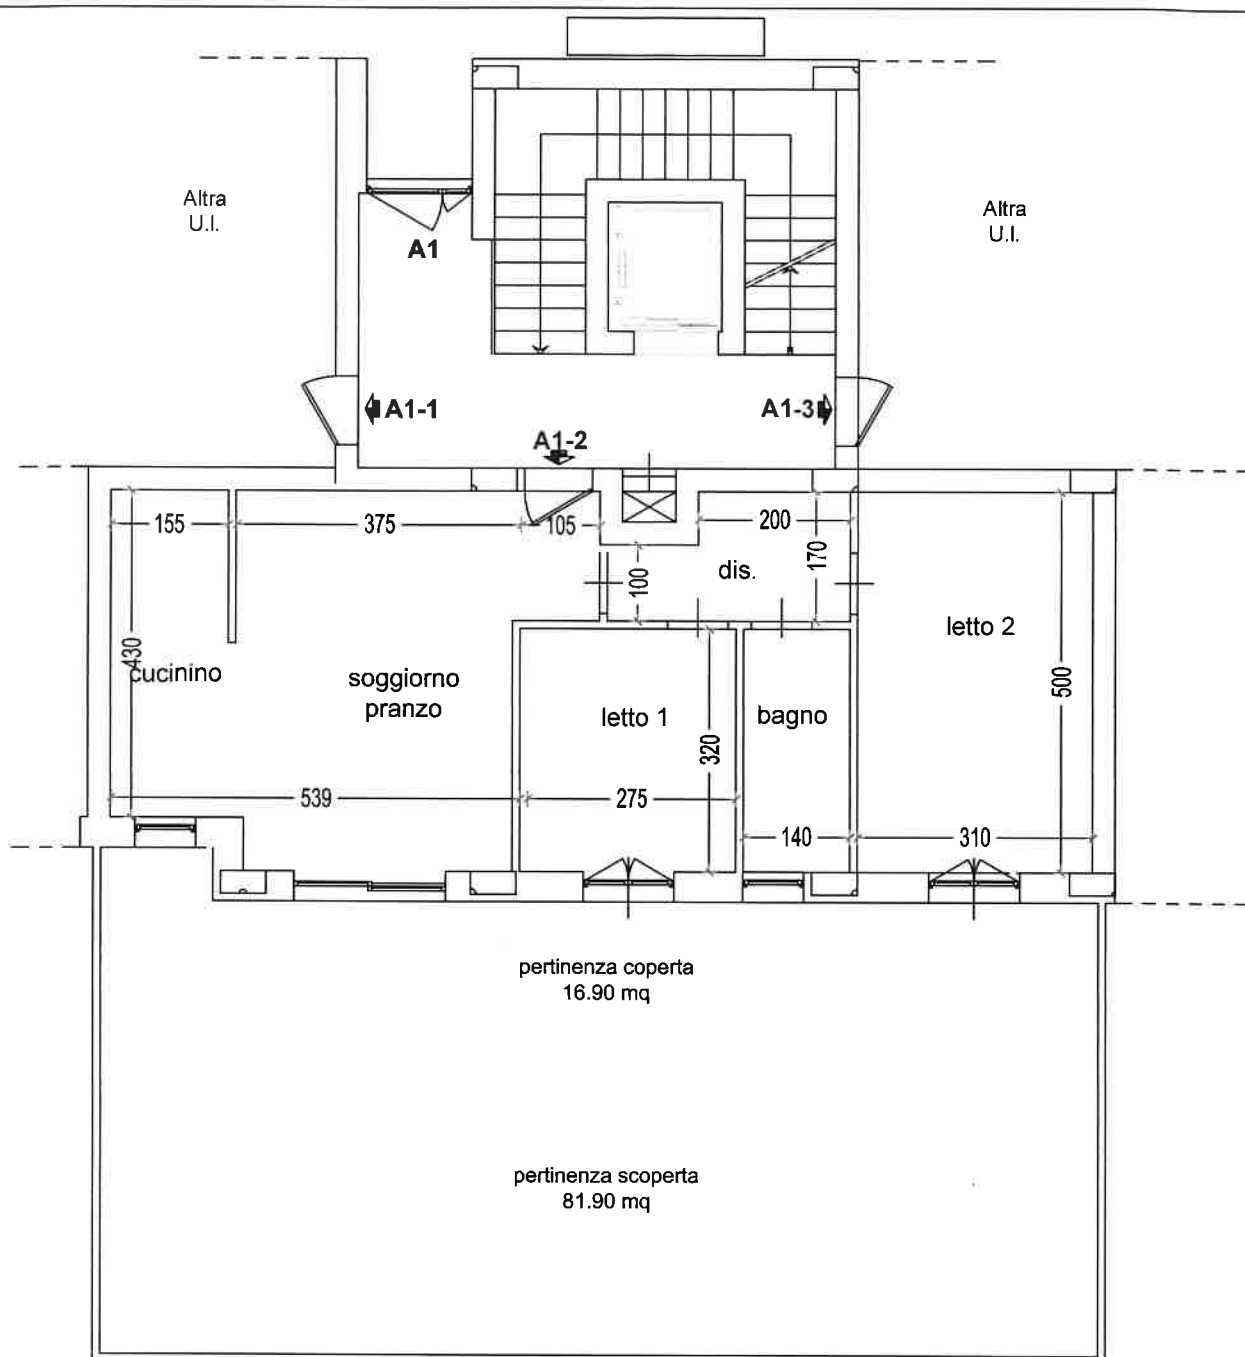 Altra
U.I.
Altra
U.I.
A1
A1-1
A1-3
A1-2
155
375
105
200
170
100
dis.
430
cucinino
soggiorno
pranzo
letto 1
bagno
letto 2
320
500
539
275
140
310
pertinenza coperta
16.90 mq
pertinenza scoperta
81.90 mq